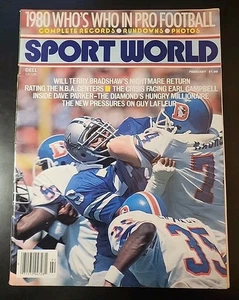 1980 WHO'S WHO IN PRO FOOTBALL
COMPLETE RECORDS • RUNDOWNS • PHOTOS
SPORT WORLD
DELL
FEBRUARY
WILL TERRY BRADSHAW'S NIGHTMARE RETURN
RATING THE N.B.A. CENTERS THE CRISIS FACING EARL CAMPBELL
INSIDE DAVE PARKER-THE DIAMOND'S HUNGRY MILLIONAIRE
THE NEW PRESSURES ON GUY LAFLEUR
35